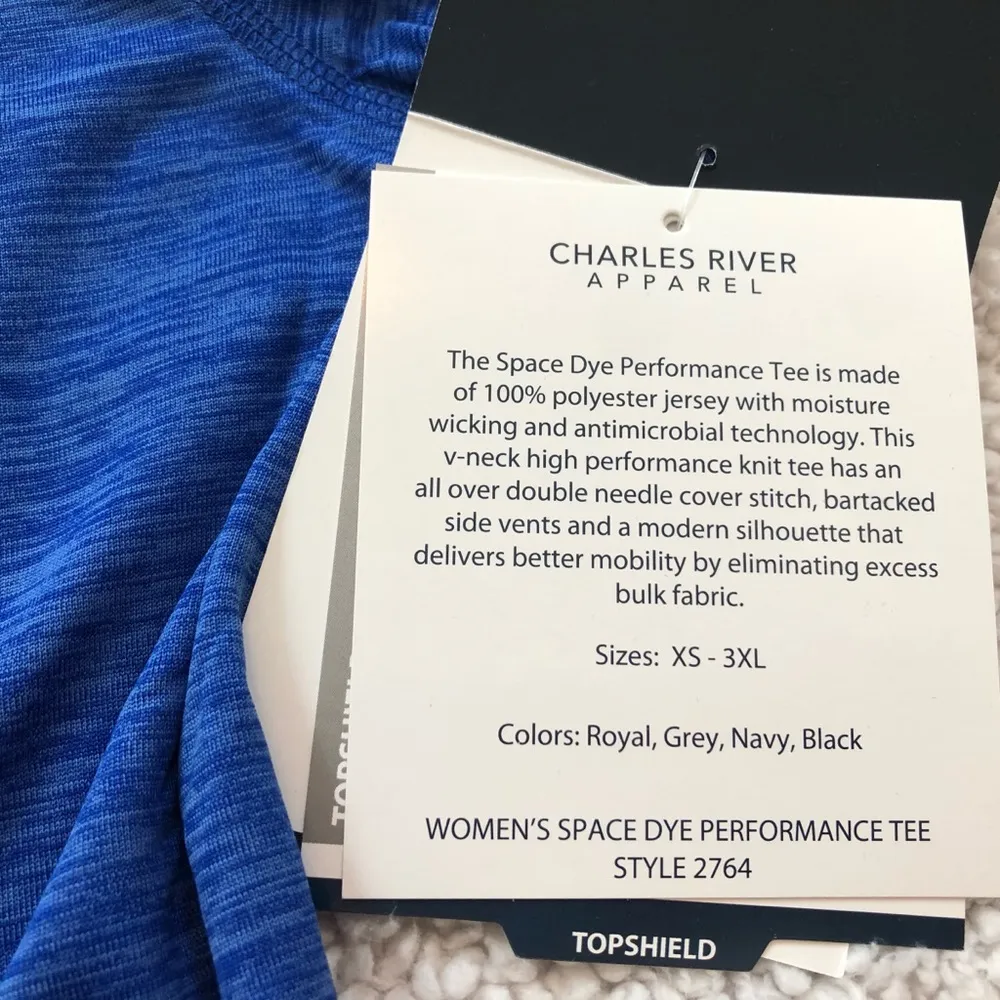 CHARLES RIVER
APPAREL
The Space Dye Performance Tee is made
of 100% polyester jersey with moisture
wicking and antimicrobial technology. This
v-neck high performance knit tee has an
all over double needle cover stitch, bartacked
side vents and a modern silhouette that
delivers better mobility by eliminating excess
bulk fabric.
Sizes: XS - 3XL
Colors: Royal, Grey, Navy, Black
WOMEN'S SPACE DYE PERFORMANCE TEE
STYLE 2764
TOPSHIELD
TOPSHIELD